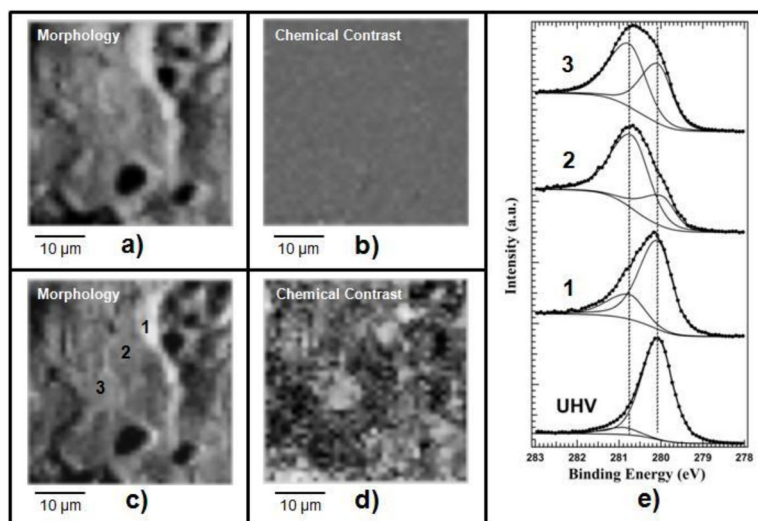 Morphology
10 µm
a)
Chemical Contrast
10 µm
b)
Morphology
1
2
3
10 µm
c)
Chemical Contrast
10 µm
d)
3
2
1
UHV
Intensity (a.u.)
283 282 281 280 279 278
Binding Energy (eV)
e)